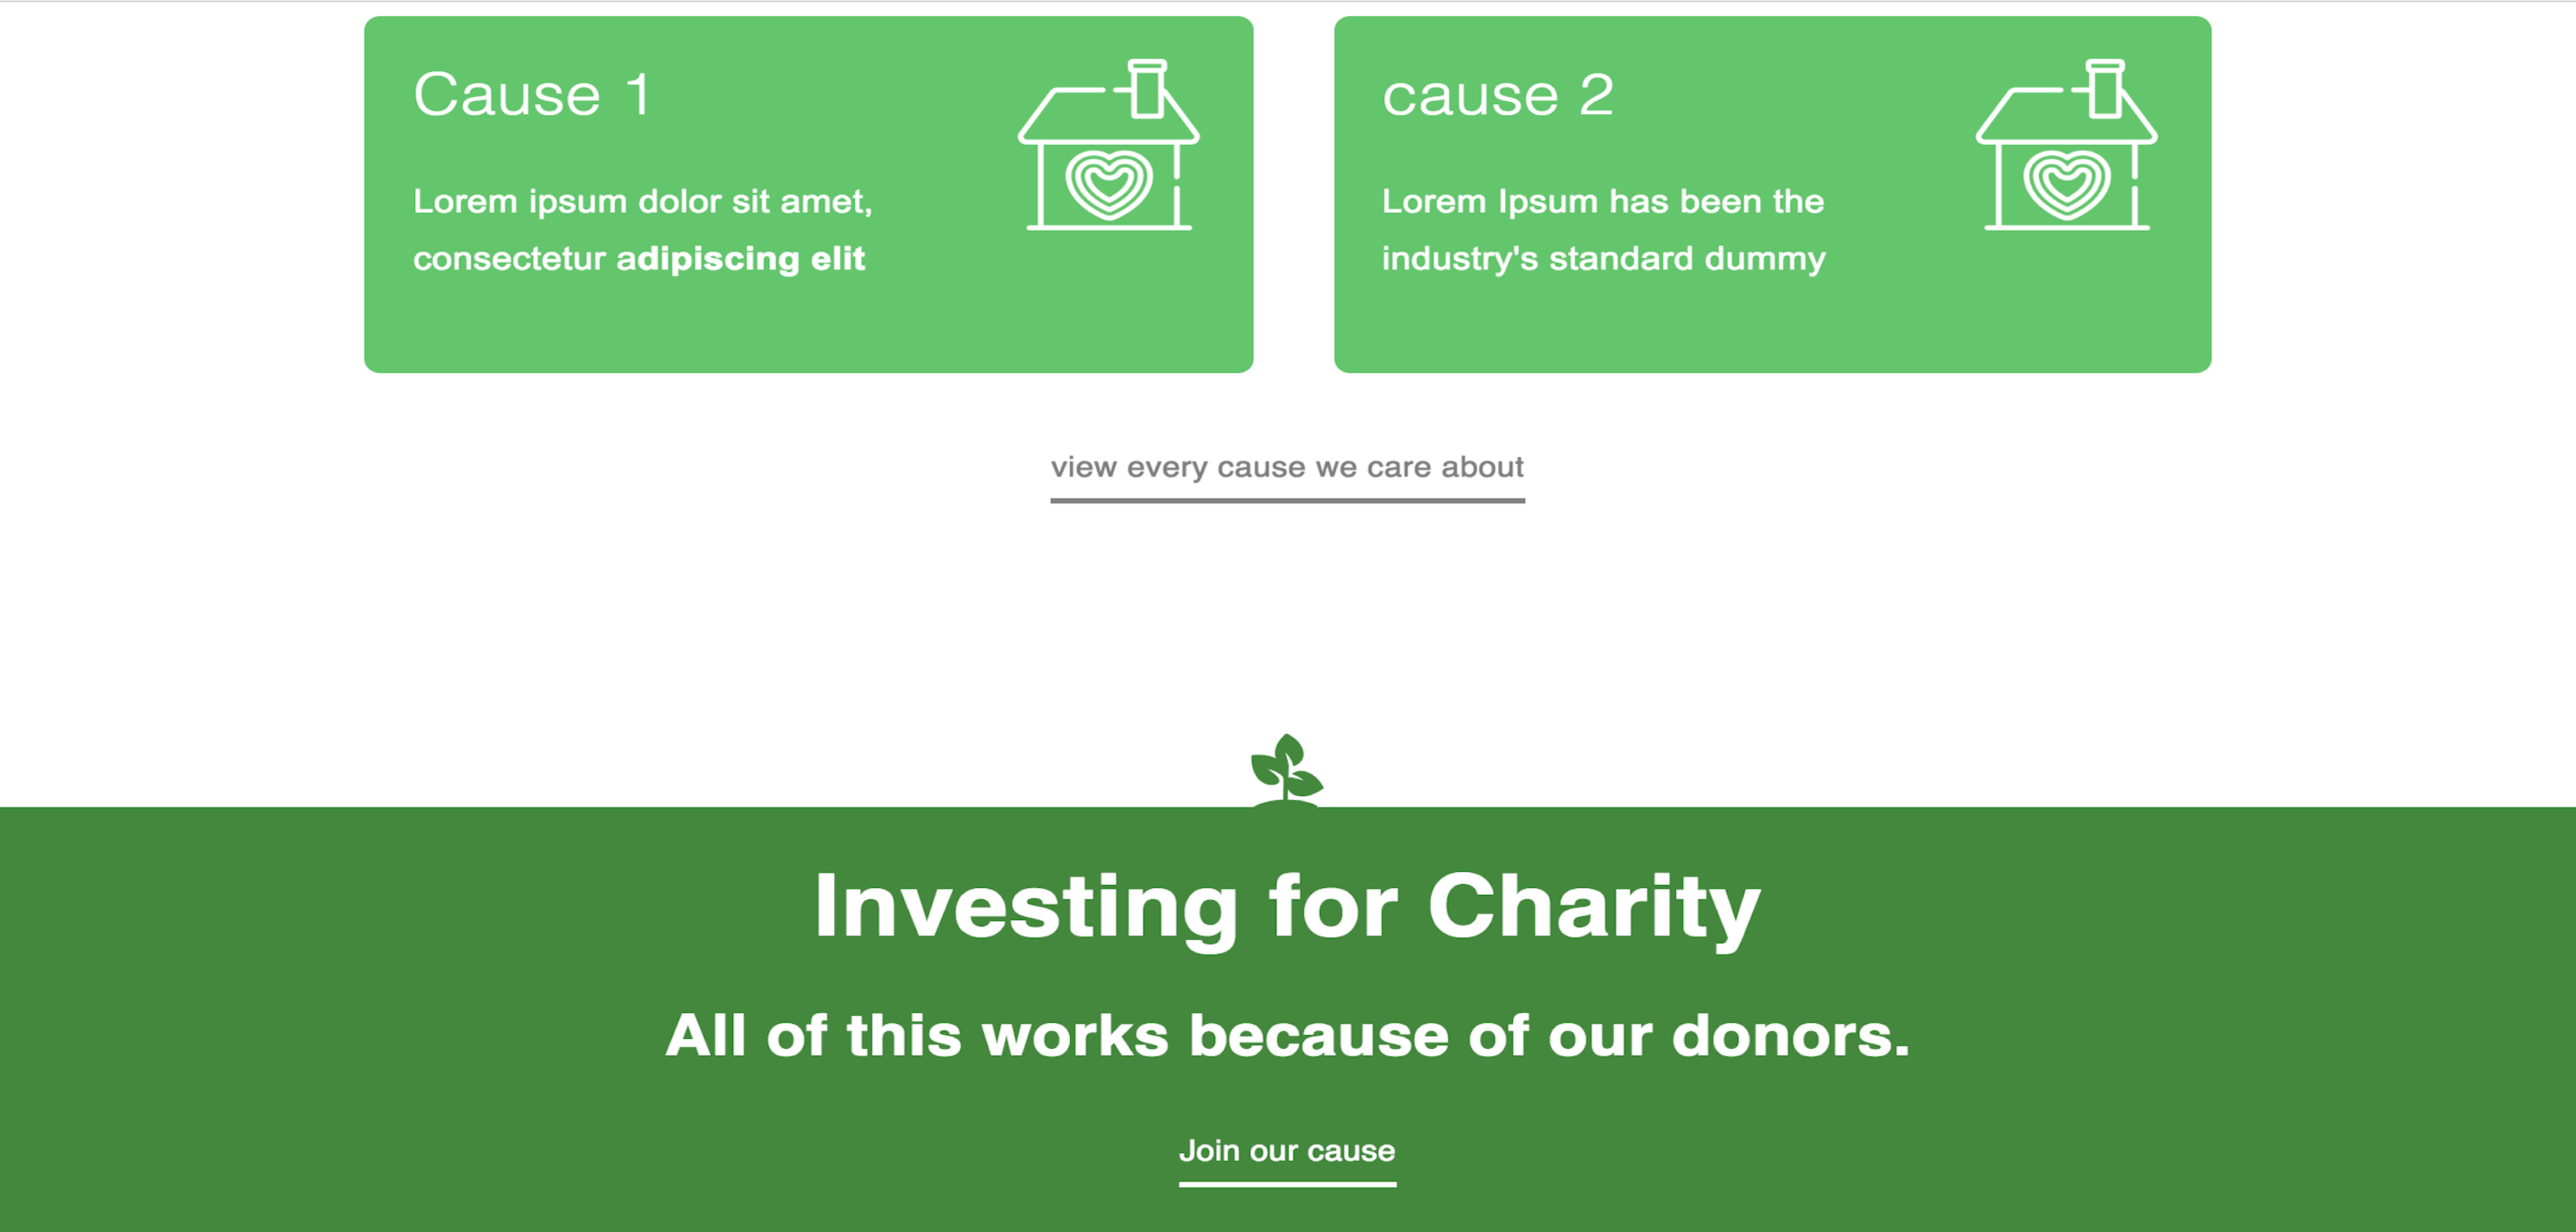 Cause 1
Lorem ipsum dolor sit amet,
consectetur adipiscing elit
cause 2
Lorem Ipsum has been the
industry's standard dummy
view every cause we care about
Investing for Charity
All of this works because of our donors.
Join our cause